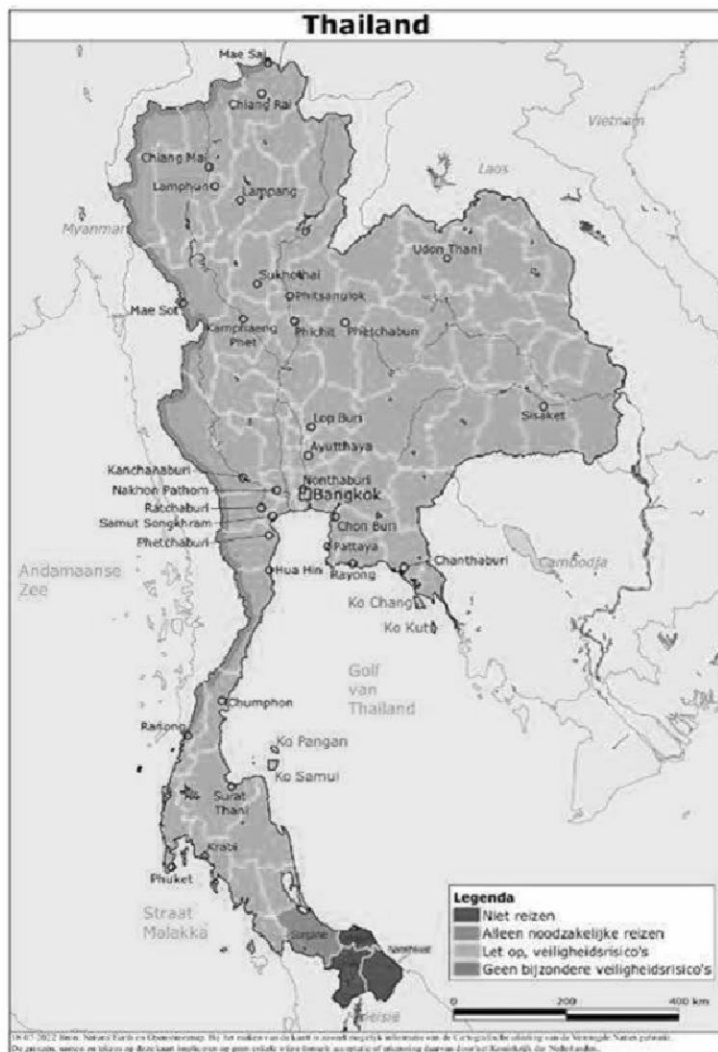 Thailand
Mae Sai
Chiang Rai
Vietnam
Laos
Chiang Mai
Lamphun
Lampang
Myanmar
Udon Thani
Sukhothai
Phitsanulok
Mae Sot
Kamphaeng
Phet
Phichit
Phetchabun
Sisaket
Lop Buri
Ayutthaya
Kanchanaburi
Nonthaburi
Nakhon Pathom
Bangkok
Ratchaburi
Samut Songkhram
Chon Buri
Phetchaburi
Pattaya
Chanthaburi
Cambodja
Andamaanse
Zee
Hua Hin
Rayong
Ko Chang
Ko Kut
Golf
van
Thailand
Chumphon
Ranong
Ko Pangan
Ko Samui
Surat
Thani
Krabi
Phuket
Straat
Malakka
Legenda
Niet reizen
Alleen noodzakelijke reizen
Let op, veiligheidsrisico's
Geen bijzondere veiligheidsrisico's
0 200 400 km